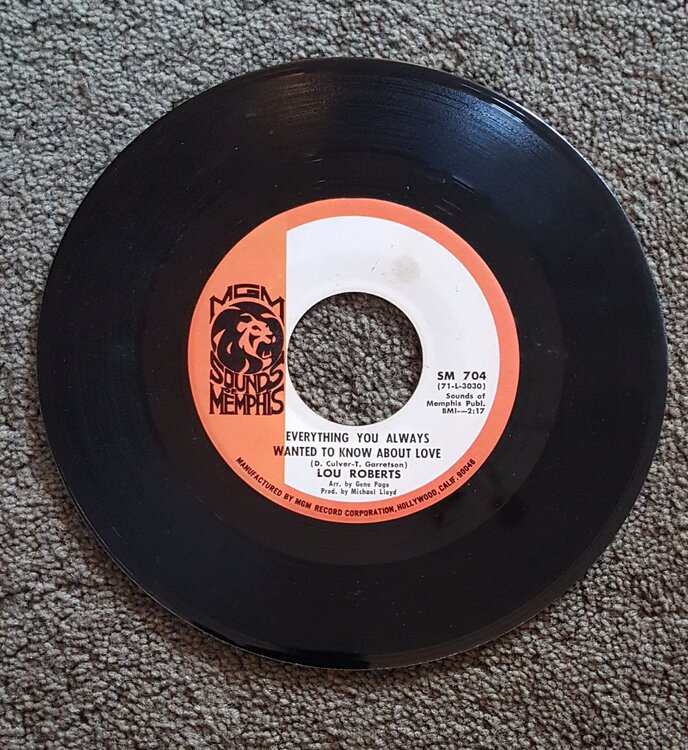 MGM
SOUNDS
OF
MEMPHIS
SM 704
(71-L-3030)
Sounds of
Memphis Publ.
BMI—2:17
EVERYTHING YOU ALWAYS
WANTED TO KNOW ABOUT LOVE
(D. Culver-T. Garretson)
LOU ROBERTS
Arr. by Gene Page
Prod. by Michael Lloyd
MANUFACTURED BY MGM RECORD CORPORATION, HOLLYWOOD, CALIF. 90046